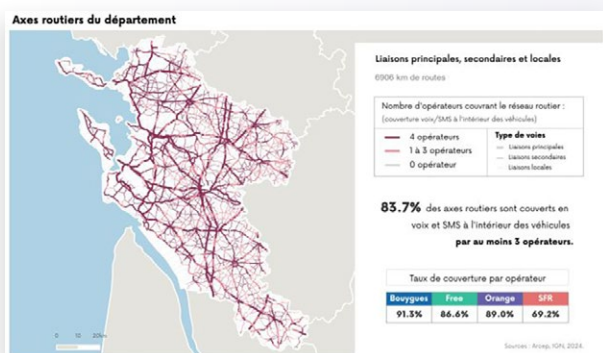 Axes routiers du département
Liaisons principales, secondaires et locales
6906 km de routes
Nombre d'opérateurs couvrant le réseau routier :
(couverture voix/SMS à l'intérieur des véhicules)
4 opérateurs
1 à 3 opérateurs
0 opérateur
Type de voies
Liaisons principales
Liaisons secondaires
Liaisons locales
83.7% des axes routiers sont couverts en
voix et SMS à l'intérieur des véhicules
par au moins 3 opérateurs.
Taux de couverture par opérateur
Bouygues Free Orange SFR
91.3% 86.6% 89.0% 69.2%
0 10 20km
Sources : Arcep, IGN, 2024.